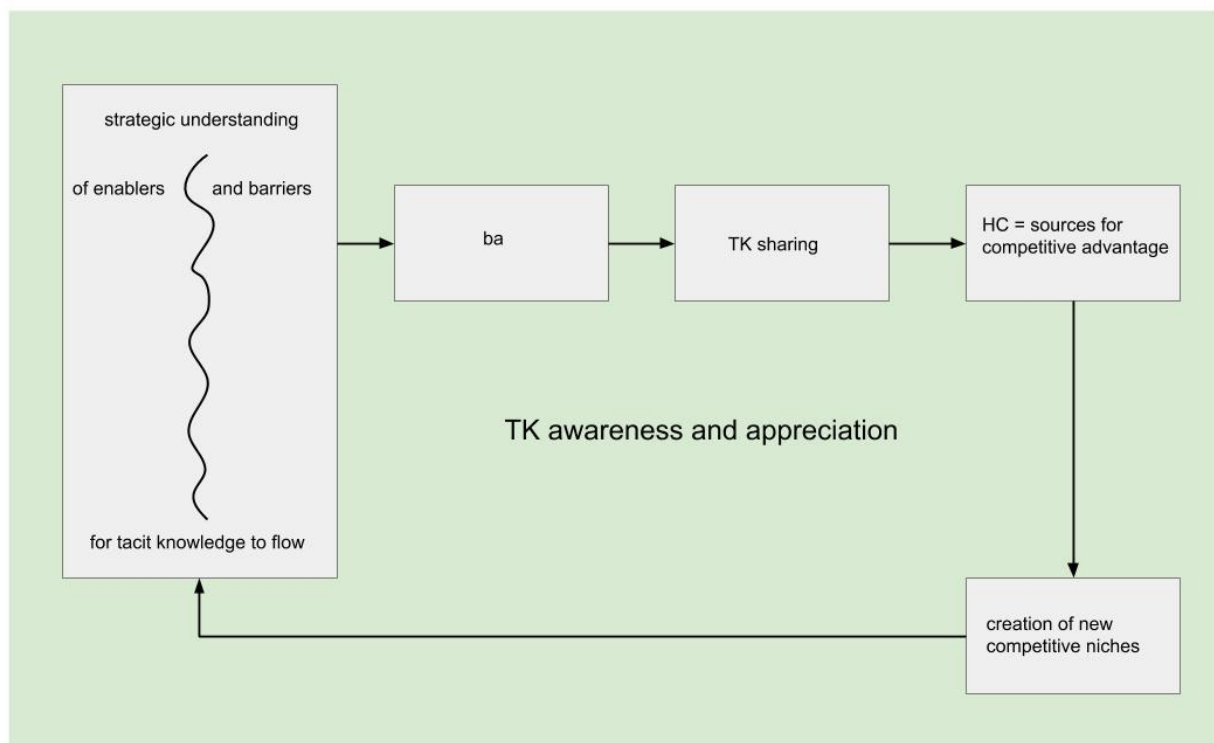 strategic understanding
of enablers and barriers
for tacit knowledge to flow
ba
TK sharing
HC = sources for
competitive advantage
TK awareness and appreciation
creation of new
competitive niches